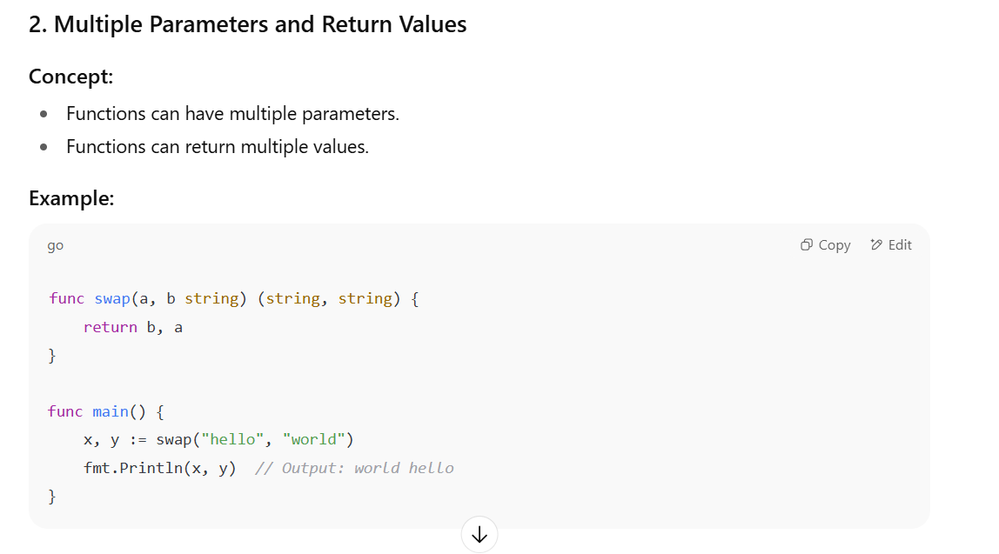 2. Multiple Parameters and Return Values
Concept:
• Functions can have multiple parameters.
• Functions can return multiple values.
Example:
go Copy Edit
func swap(a, b string) (string, string) {
    return b, a
}
func main() {
    x, y := swap("hello", "world")
    fmt.Println(x, y)  // Output: world hello
}